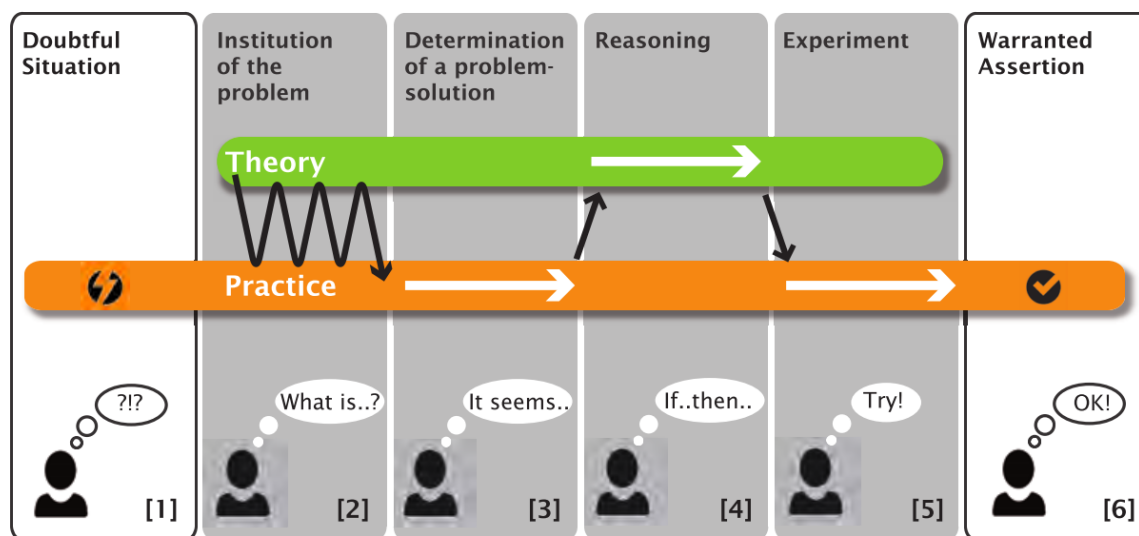 Doubtful
Situation
Institution
of the
problem
Determination
of a problem-
solution
Reasoning
Experiment
Warranted
Assertion
Theory
Practice
?!?
What is..?
It seems..
If..then..
Try!
OK!
[1]
[2]
[3]
[4]
[5]
[6]